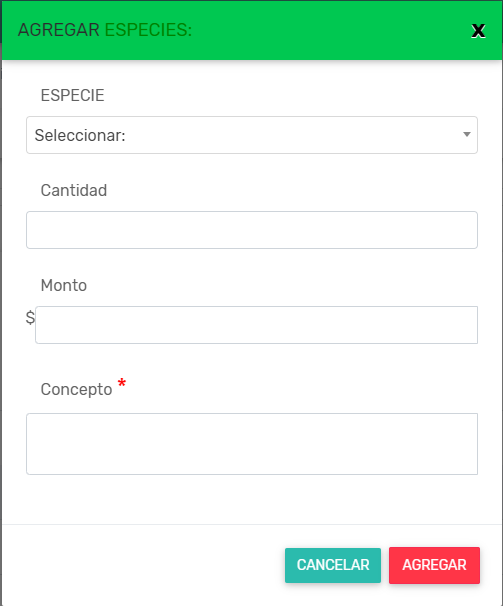 AGREGAR ESPECIES:
x
ESPECIE
Seleccionar:
Cantidad
Monto
$
Concepto *
CANCELAR AGREGAR